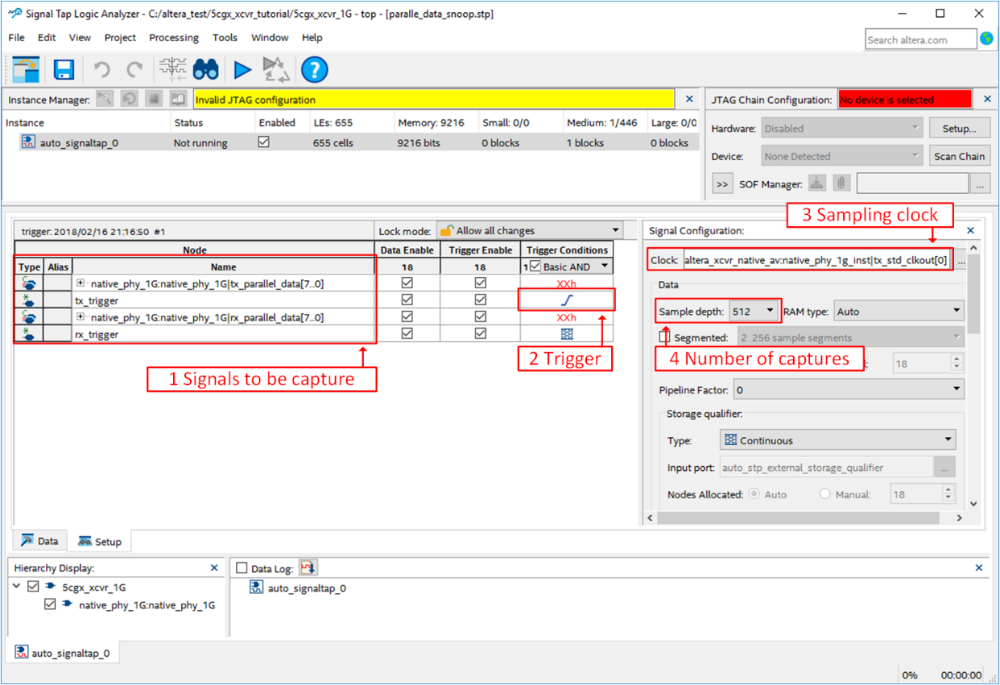 Signal Tap Logic Analyzer - C:/altera_test/5cgx_xcvr_tutorial/5cgx_xcvr_1G - top - [paralle_data_snoop.stp]
File Edit View Project Processing Tools Window Help
Search altera.com
Instance Manager: Invalid JTAG configuration
JTAG Chain Configuration: No device is selected
Instance Status Enabled LEs: 655 Memory: 9216 Small: 0/0 Medium: 1/446 Large: 0/0
auto_signaltap_0 Not running 655 cells 9216 bits 0 blocks 1 blocks 0 blocks
Hardware: Disabled Setup...
Device: None Detected Scan Chain
>> SOF Manager: ...
3 Sampling clock
trigger: 2018/02/16 21:16:50 #1 Lock mode: Allow all changes
Signal Configuration:
Node Data Enable Trigger Enable Trigger Conditions
Type Alias Name 18 18 1 Basic AND
native_phy_1G:native_phy_1G|tx_parallel_data[7..0] XXh
tx_trigger
native_phy_1G:native_phy_1G|rx_parallel_data[7..0] XXh
rx_trigger
1 Signals to be capture
2 Trigger
Clock: altera_xcvr_native_av:native_phy_1g_inst|tx_std_clkout[0] ...
Data
Sample depth: 512 RAM type: Auto
Segmented: 2 256 sample segments
4 Number of captures
18
Pipeline Factor: 0
Storage qualifier:
Type: Continuous
Input port: auto_stp_external_storage_qualifier ...
Nodes Allocated: Auto Manual: 18
Data Setup
Hierarchy Display:
5cgx_xcvr_1G
native_phy_1G:native_phy_1G
Data Log:
auto_signaltap_0
auto_signaltap_0
0% 00:00:00